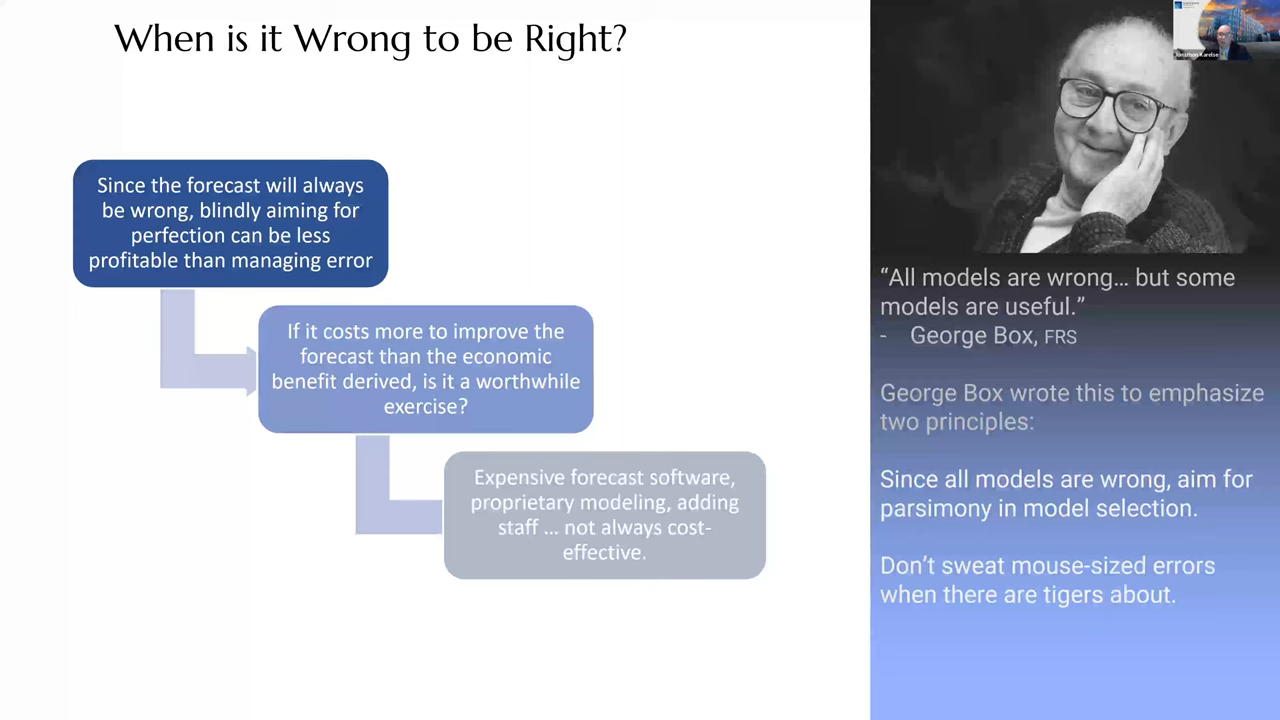 When is it Wrong to be Right?
Since the forecast will always
be wrong, blindly aiming for
perfection can be less
profitable than managing error
If it costs more to improve the
forecast than the economic
benefit derived, is it a worthwhile
exercise?
Expensive forecast software,
proprietary modeling, adding
staff ... not always cost-
effective.
Jonathon Karelse
“All models are wrong… but some
models are useful.”
- George Box, FRS
George Box wrote this to emphasize
two principles:
Since all models are wrong, aim for
parsimony in model selection.
Don’t sweat mouse-sized errors
when there are tigers about.